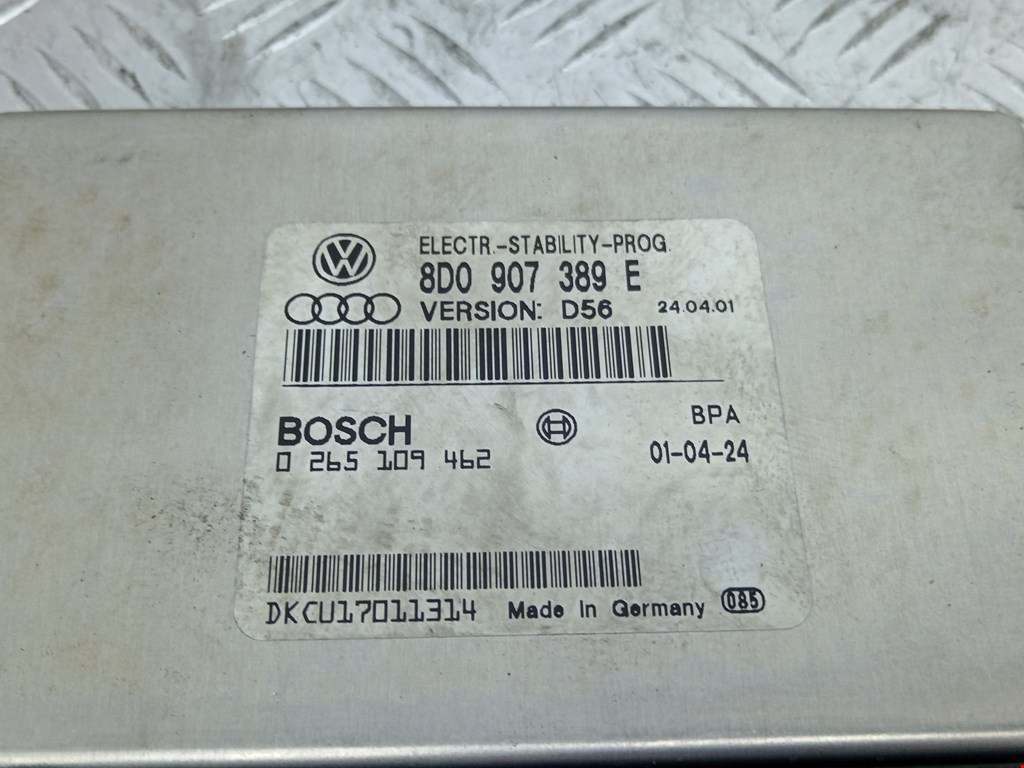 ELECTR.-STABILITY-PROG.
8D0 907 389 E
VERSION: D56 24.04.01
BOSCH BPA
0 265 109 462 01-04-24
DKCU17011314 Made in Germany 085